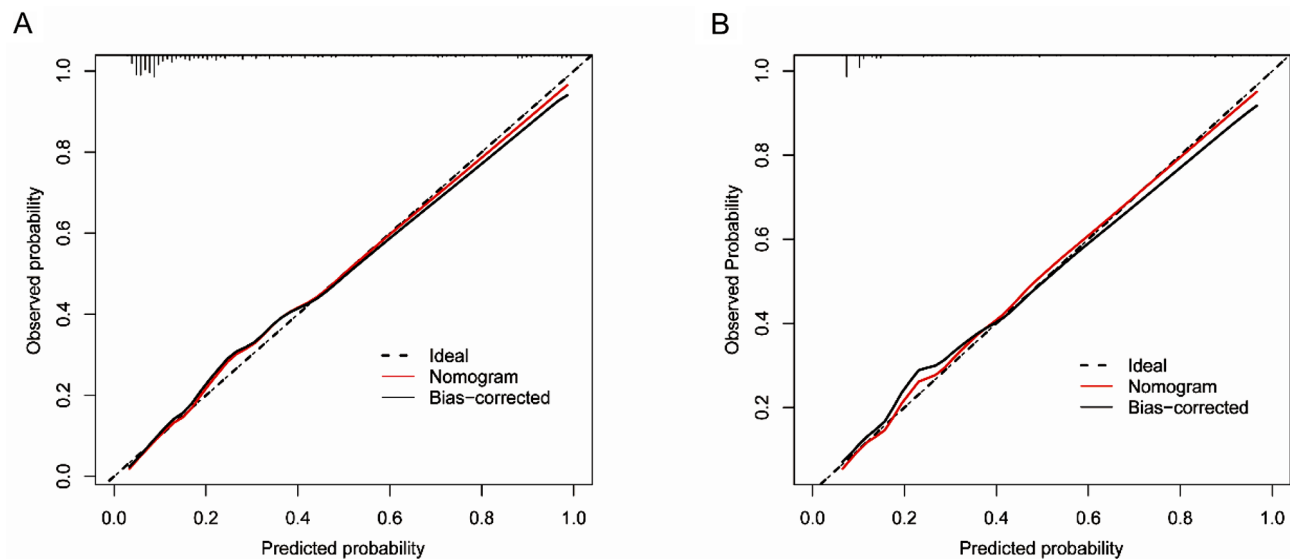 A
Observed probability
1.0
0.8
0.6
0.4
0.2
0.0
Ideal
Nomogram
Bias-corrected
0.0 0.2 0.4 0.6 0.8 1.0
Predicted probability
B
Observed Probability
1.0
0.8
0.6
0.4
0.2
Ideal
Nomogram
Bias-corrected
0.0 0.2 0.4 0.6 0.8 1.0
Predicted probability